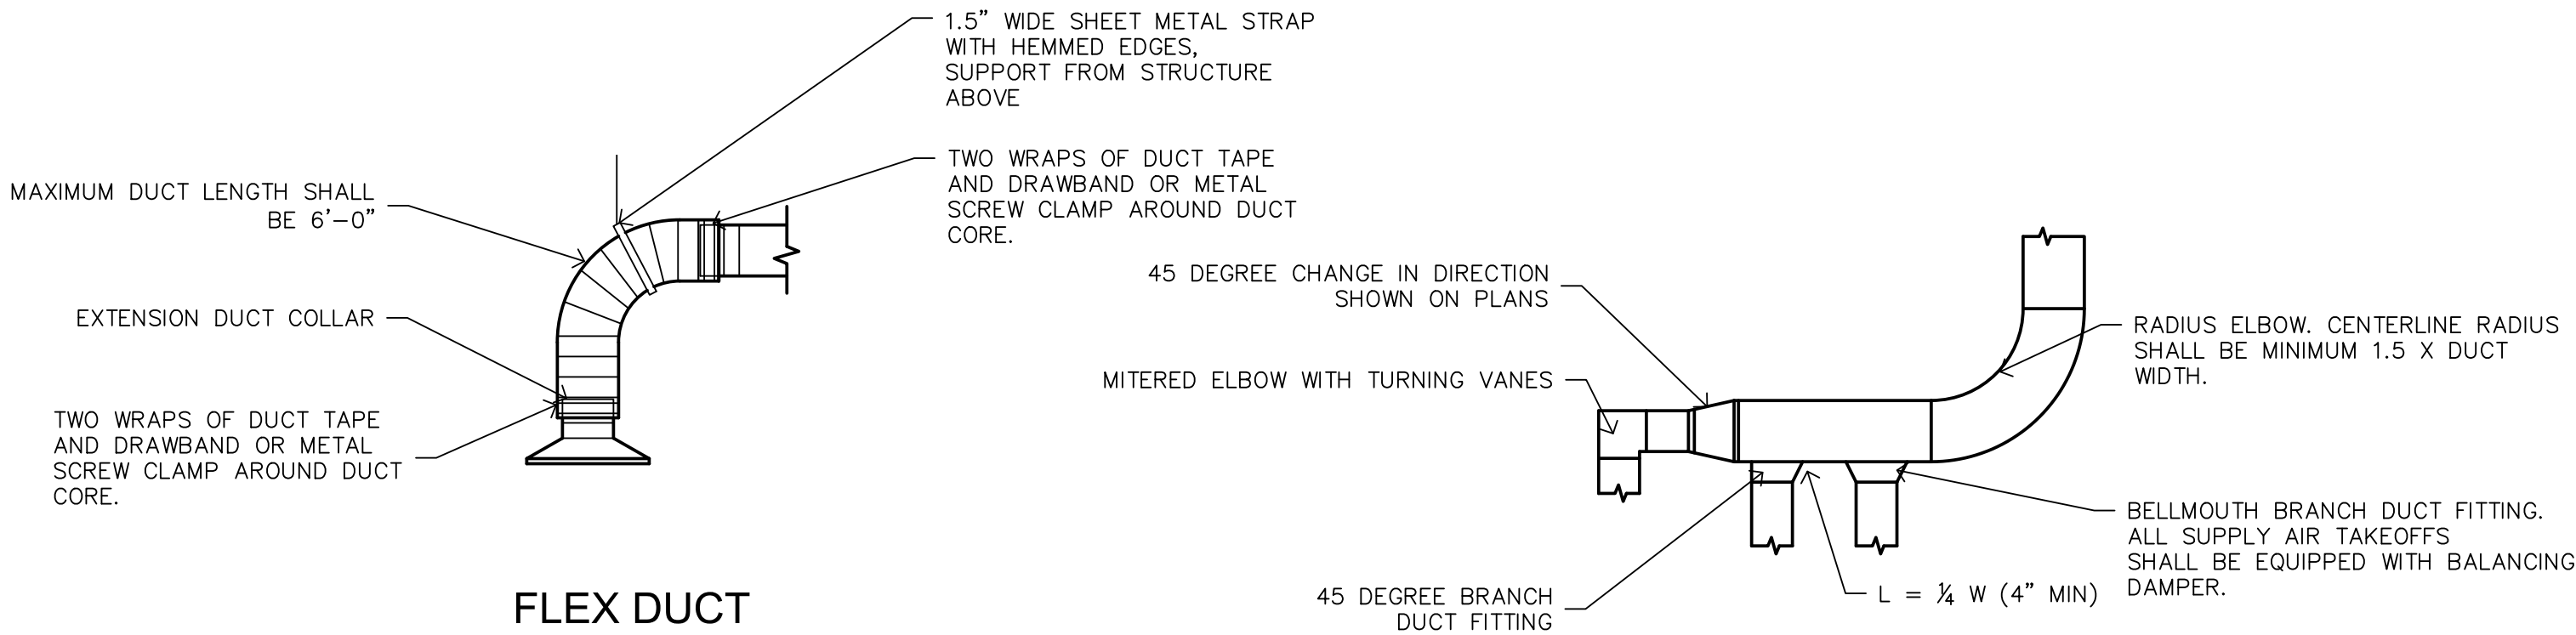 1.5” WIDE SHEET METAL STRAP
WITH HEMMED EDGES,
SUPPORT FROM STRUCTURE
ABOVE
TWO WRAPS OF DUCT TAPE
AND DRAWBAND OR METAL
SCREW CLAMP AROUND DUCT
CORE.
MAXIMUM DUCT LENGTH SHALL
BE 6’-0”
EXTENSION DUCT COLLAR
TWO WRAPS OF DUCT TAPE
AND DRAWBAND OR METAL
SCREW CLAMP AROUND DUCT
CORE.
FLEX DUCT
45 DEGREE CHANGE IN DIRECTION
SHOWN ON PLANS
MITERED ELBOW WITH TURNING VANES
RADIUS ELBOW. CENTERLINE RADIUS
SHALL BE MINIMUM 1.5 X DUCT
WIDTH.
BELLMOUTH BRANCH DUCT FITTING.
ALL SUPPLY AIR TAKEOFFS
SHALL BE EQUIPPED WITH BALANCING
DAMPER.
L = ¼ W (4” MIN)
45 DEGREE BRANCH
DUCT FITTING